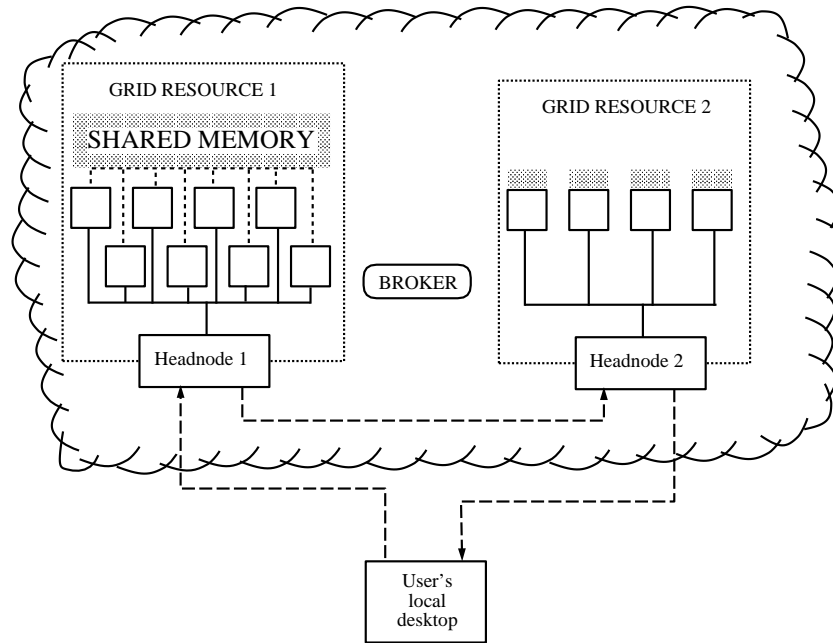 GRID RESOURCE 1
SHARED MEMORY
GRID RESOURCE 2
BROKER
Headnode 1
Headnode 2
User's
local
desktop